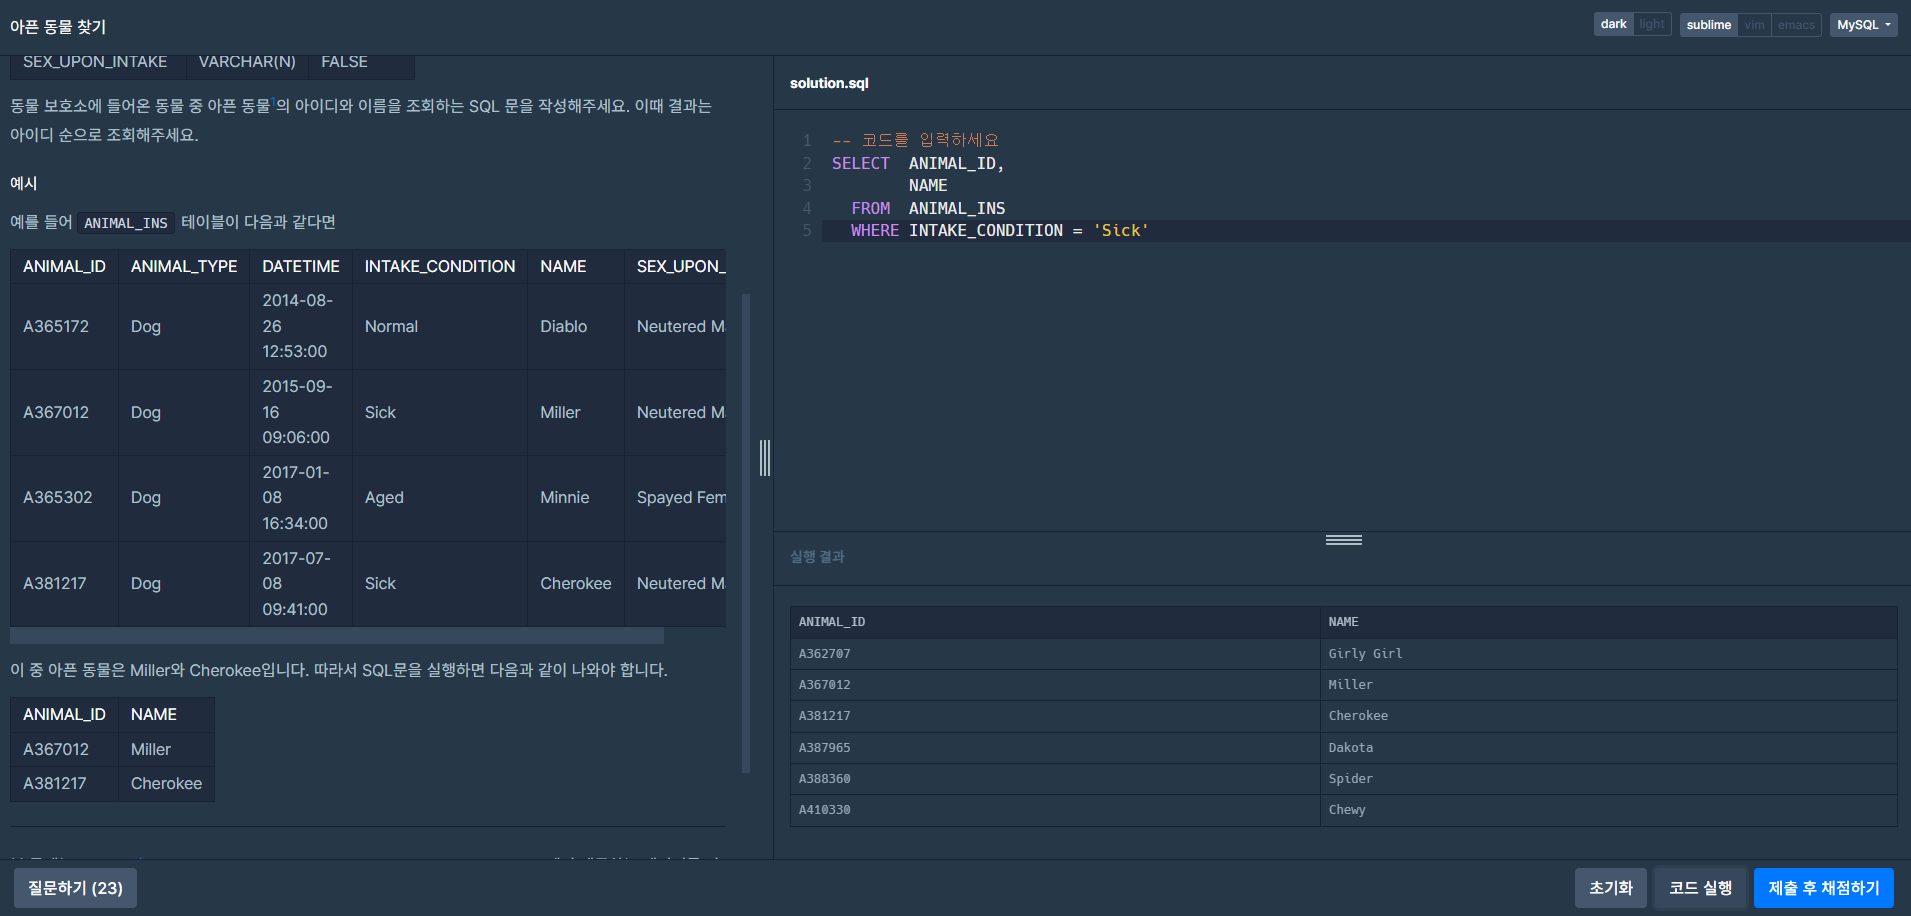 아픈 동물 찾기
dark light sublime vim emacs MySQL
SEX_UPON_INTAKE VARCHAR(N) FALSE
동물 보호소에 들어온 동물 중 아픈 동물1의 아이디와 이름을 조회하는 SQL 문을 작성해주세요. 이때 결과는
아이디 순으로 조회해주세요.
예시
예를 들어 ANIMAL_INS 테이블이 다음과 같다면
ANIMAL_ID ANIMAL_TYPE DATETIME INTAKE_CONDITION NAME SEX_UPON_
A365172 Dog 2014-08-26 12:53:00 Normal Diablo Neutered M
A367012 Dog 2015-09-16 09:06:00 Sick Miller Neutered M
A365302 Dog 2017-01-08 16:34:00 Aged Minnie Spayed Fem
A381217 Dog 2017-07-08 09:41:00 Sick Cherokee Neutered M
이 중 아픈 동물은 Miller와 Cherokee입니다. 따라서 SQL문을 실행하면 다음과 같이 나와야 합니다.
ANIMAL_ID NAME
A367012 Miller
A381217 Cherokee
solution.sql
1 -- 코드를 입력하세요
2 SELECT ANIMAL_ID,
3 NAME
4 FROM ANIMAL_INS
5 WHERE INTAKE_CONDITION = 'Sick'
실행 결과
ANIMAL_ID NAME
A362707 Girly Girl
A367012 Miller
A381217 Cherokee
A387965 Dakota
A388360 Spider
A410330 Chewy
질문하기 (23)
초기화 코드 실행 제출 후 채점하기